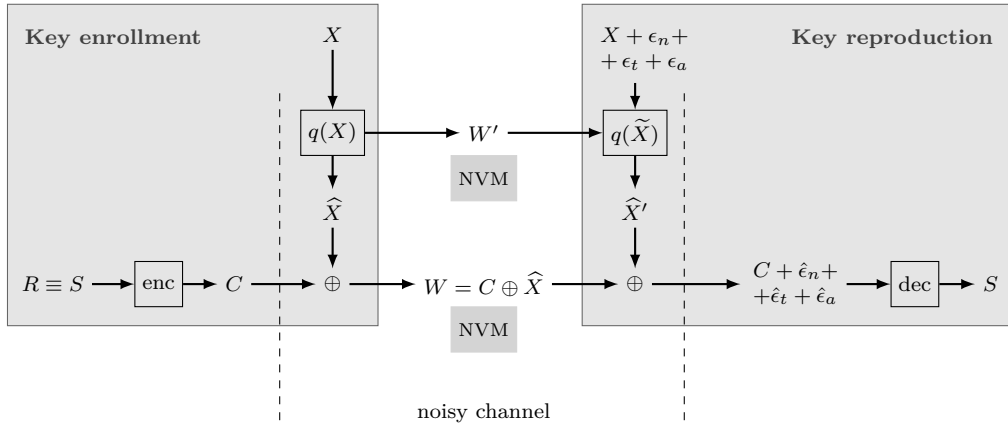 Key enrollment
X
X + ϵ_n +
+ ϵ_t + ϵ_a
Key reproduction
q(X)
W′
q(X̃)
NVM
X̂
X̂′
R ≡ S
enc
C
⊕
W = C ⊕ X̂
⊕
C + ϵ̂_n +
+ ϵ̂_t + ϵ̂_a
dec
S
NVM
noisy channel